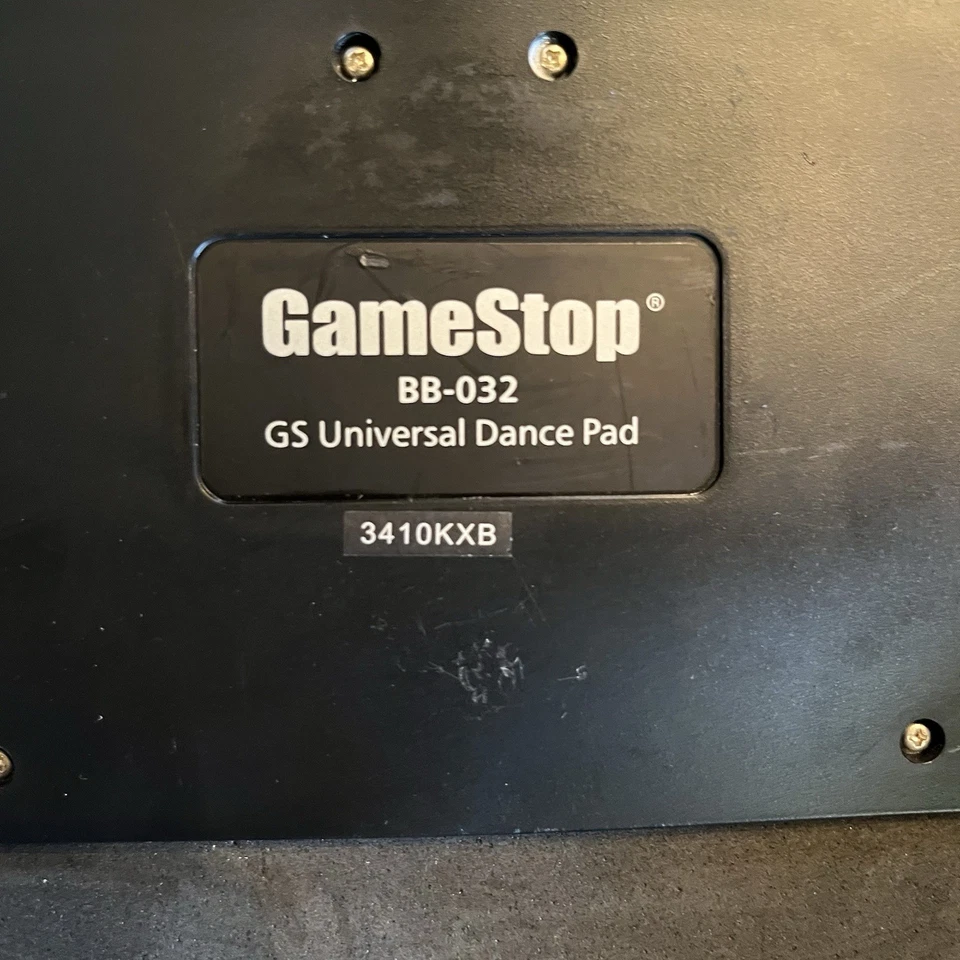 GameStop®
BB-032
GS Universal Dance Pad
3410KXB